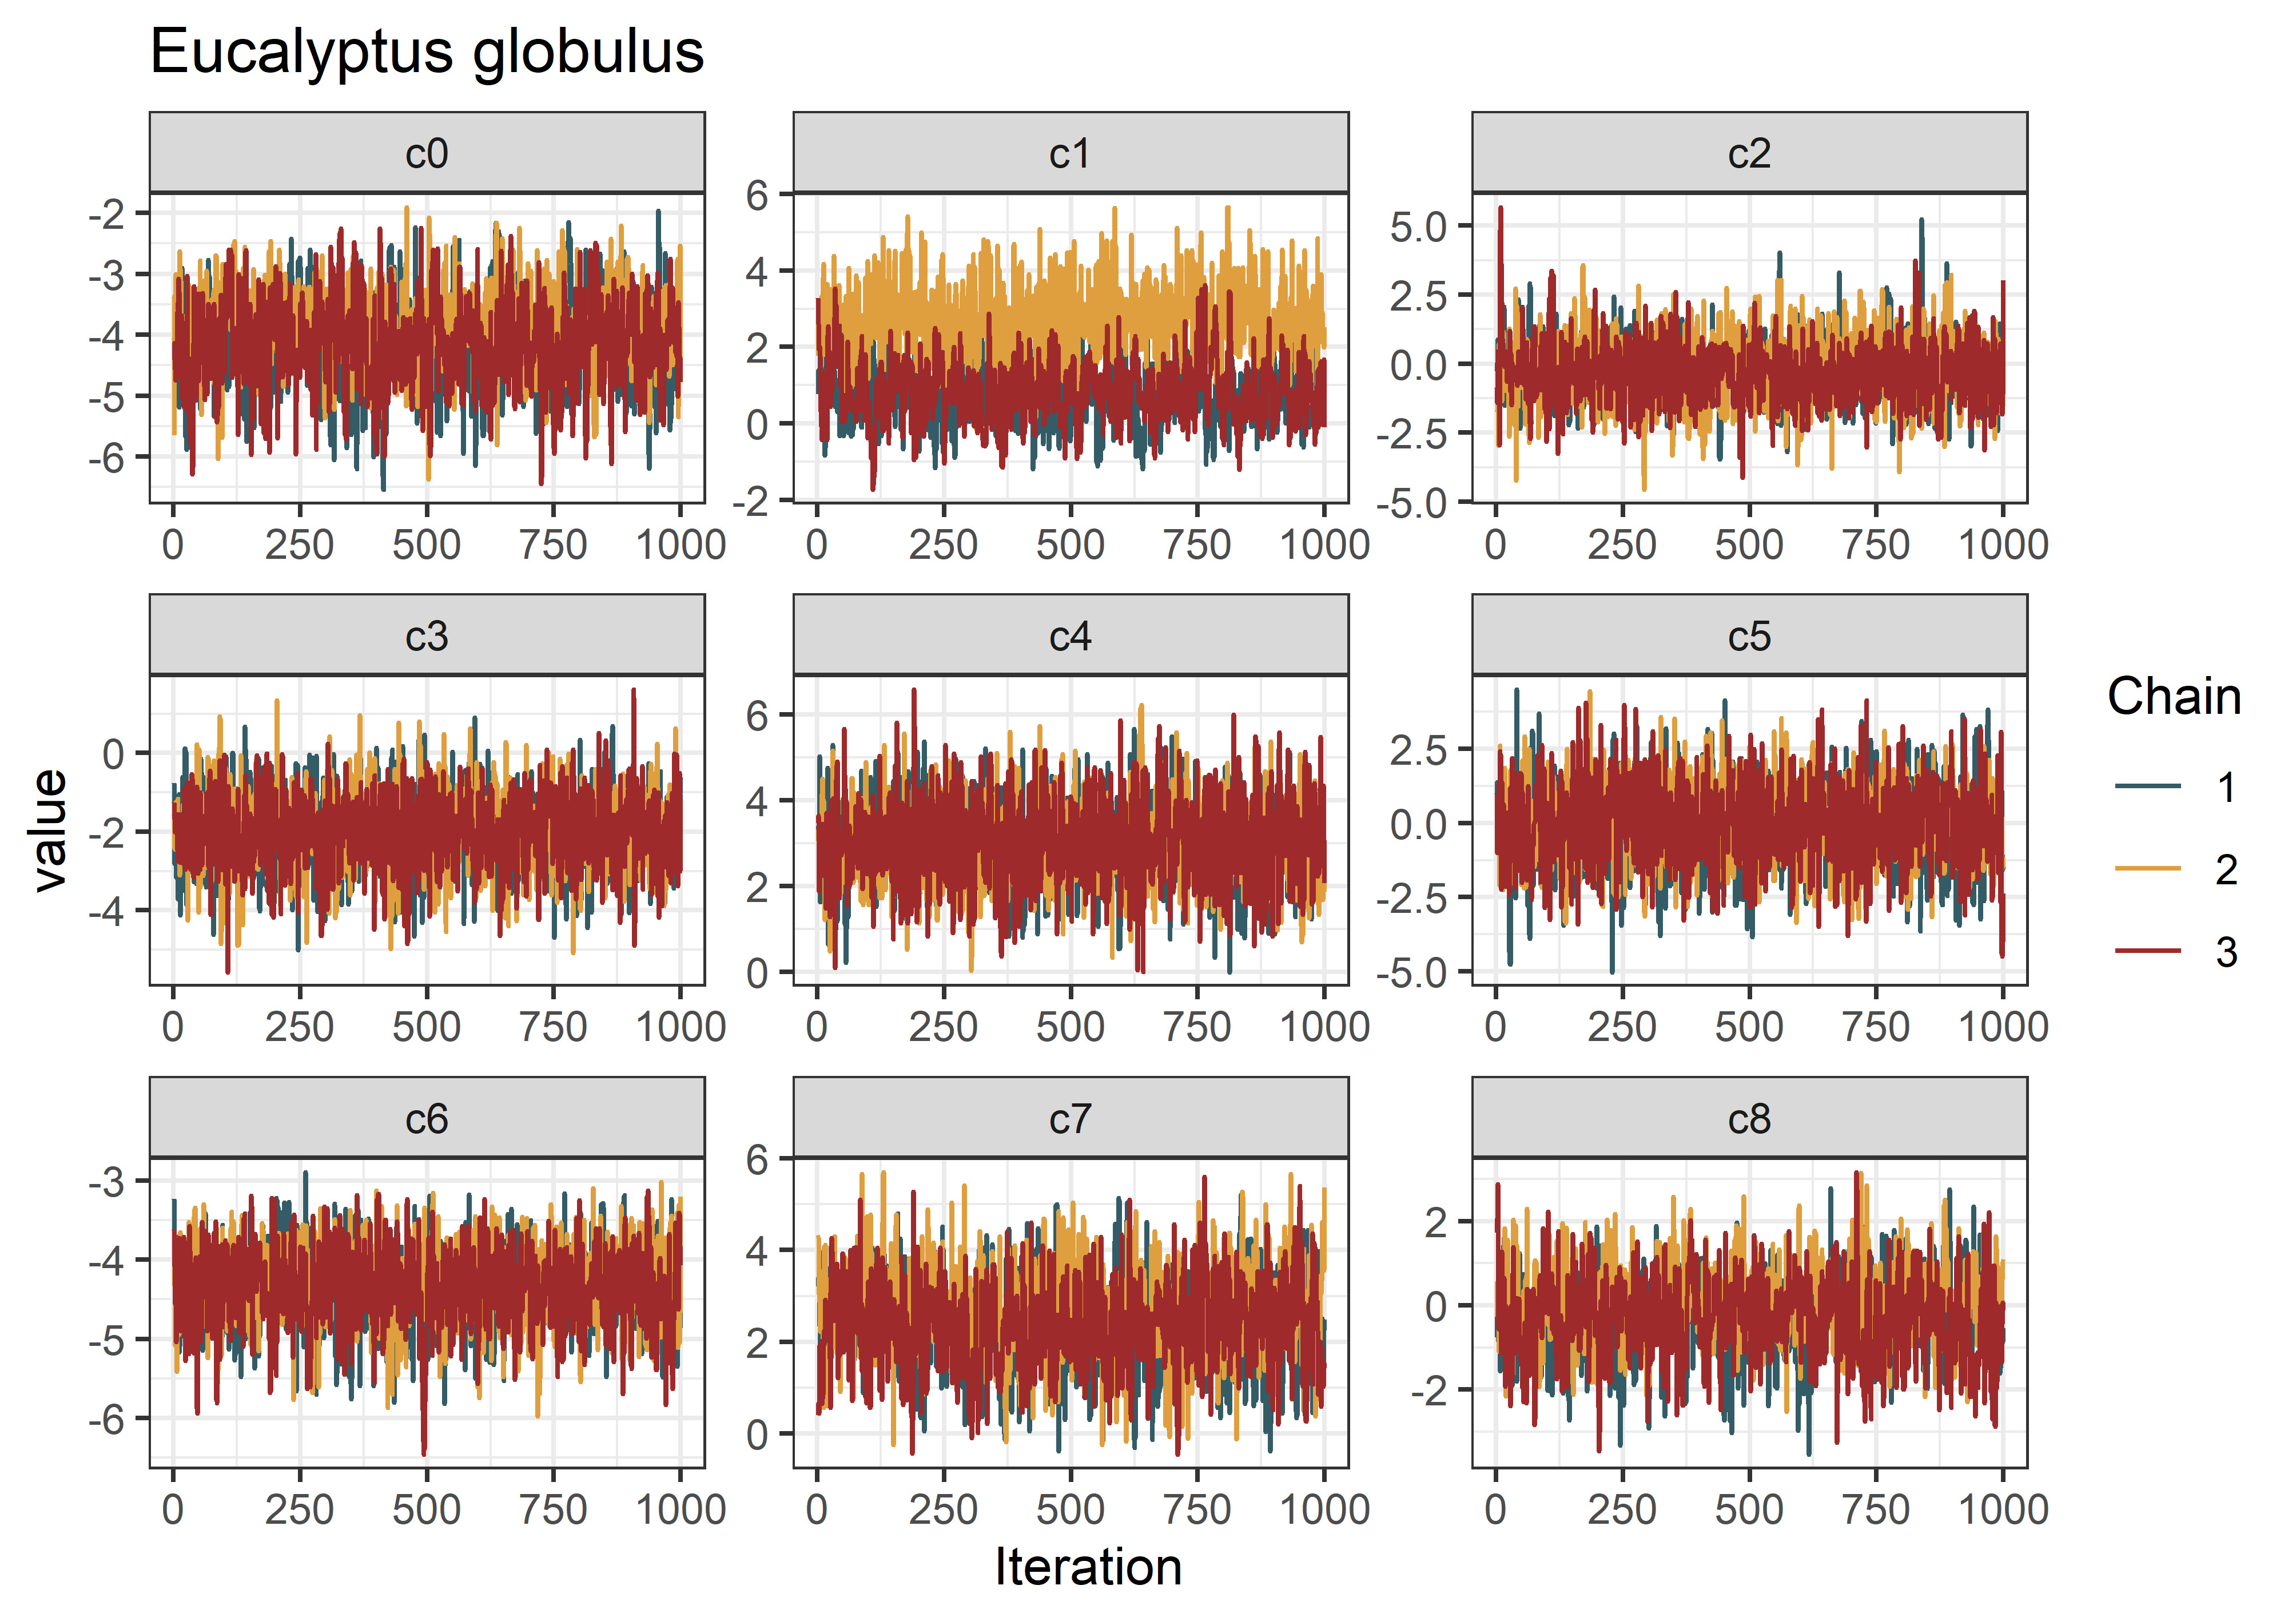 Eucalyptus globulus
c0 c1 c2
-2 -3 -4 -5 -6
6 4 2 0 -2
5.0 2.5 0.0 -2.5 -5.0
0 250 500 750 1000 0 250 500 750 1000 0 250 500 750 1000
c3 c4 c5
0 -2 -4
6 4 2 0
2.5 0.0 -2.5 -5.0
0 250 500 750 1000 0 250 500 750 1000 0 250 500 750 1000
c6 c7 c8
-3 -4 -5 -6
6 4 2 0
2 0 -2
0 250 500 750 1000 0 250 500 750 1000 0 250 500 750 1000
value
Iteration
Chain
1
2
3